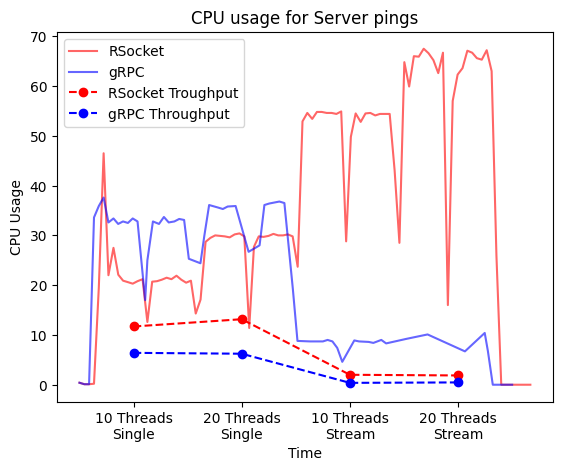 CPU usage for Server pings
RSocket
gRPC
RSocket Troughput
gRPC Throughput
CPU Usage
70
60
50
40
30
20
10
0
10 Threads
Single
20 Threads
Single
10 Threads
Stream
20 Threads
Stream
Time